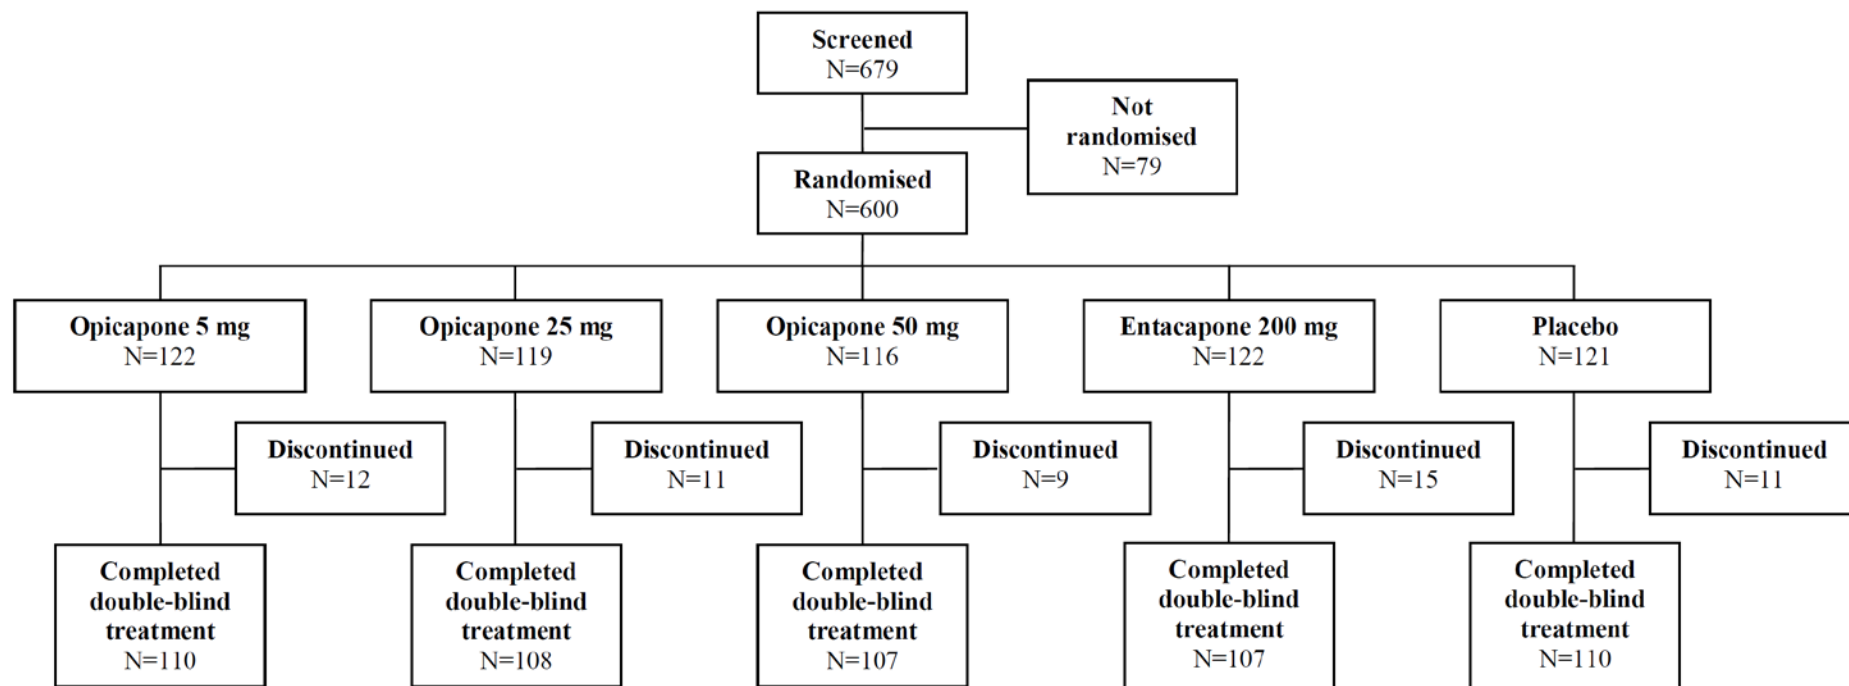 Screened
N=679
Not
randomised
N=79
Randomised
N=600
Opicapone 5 mg
N=122
Opicapone 25 mg
N=119
Opicapone 50 mg
N=116
Entacapone 200 mg
N=122
Placebo
N=121
Discontinued
N=12
Discontinued
N=11
Discontinued
N=9
Discontinued
N=15
Discontinued
N=11
Completed
double-blind
treatment
N=110
Completed
double-blind
treatment
N=108
Completed
double-blind
treatment
N=107
Completed
double-blind
treatment
N=107
Completed
double-blind
treatment
N=110